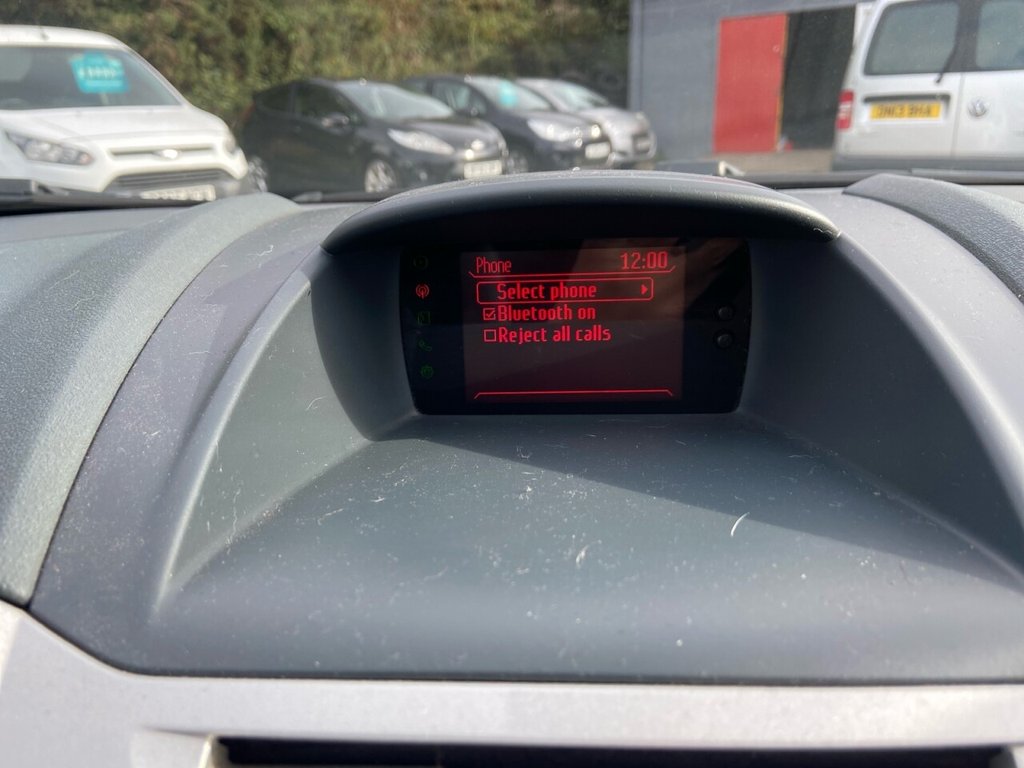 Phone 12:00
Select phone
Bluetooth on
Reject all calls